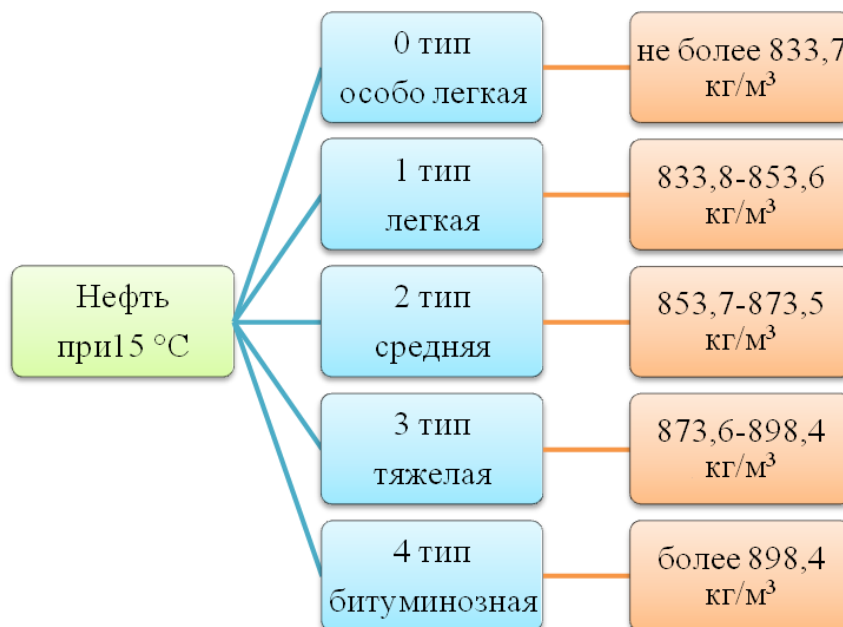 Нефть
при15 °C
0 тип
особо легкая
не более 833,7
кг/м³
1 тип
легкая
833,8-853,6
кг/м³
2 тип
средняя
853,7-873,5
кг/м³
3 тип
тяжелая
873,6-898,4
кг/м³
4 тип
битуминозная
более 898,4
кг/м³